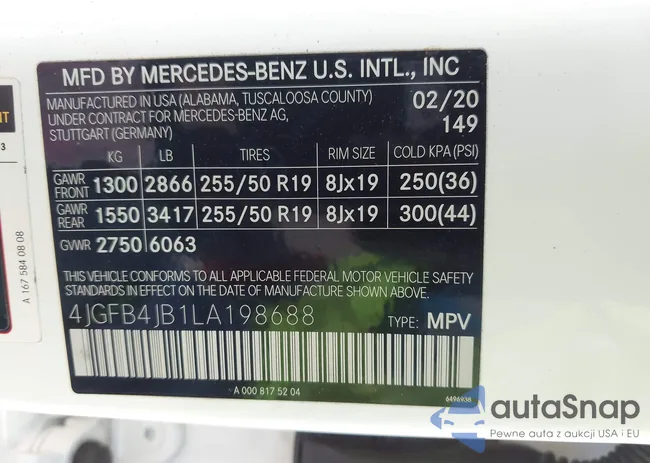 MFD BY MERCEDES-BENZ U.S. INTL., INC
MANUFACTURED IN USA (ALABAMA, TUSCALOOSA COUNTY) 02/20
UNDER CONTRACT FOR MERCEDES-BENZ AG, 149
STUTTGART (GERMANY)
KG LB TIRES RIM SIZE COLD KPA (PSI)
GAWR FRONT 1300 2866 255/50 R19 8Jx19 250(36)
GAWR REAR 1550 3417 255/50 R19 8Jx19 300(44)
GVWR 2750 6063
THIS VEHICLE CONFORMS TO ALL APPLICABLE FEDERAL MOTOR VEHICLE SAFETY
STANDARDS IN EFFECT ON THE DATE OF MANUFACTURE SHOWN ABOVE.
4JGFB4JB1LA198688 TYPE: MPV
A 000 817 52 04 6496938
A 167 584 08 08
autaSnap
Pewne auta z aukcji USA i EU